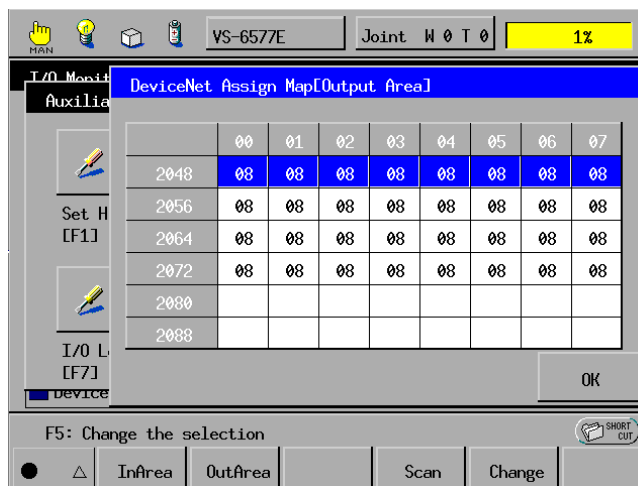 MAN VS-6577E Joint W 0 T 0 1%
I/O Monit
Auxilia
DeviceNet Assign Map[Output Area]
00 01 02 03 04 05 06 07
2048 08 08 08 08 08 08 08 08
2056 08 08 08 08 08 08 08 08
2064 08 08 08 08 08 08 08 08
2072 08 08 08 08 08 08 08 08
2080
2088
Set H
[F1]
I/O L
[F7]
OK
Device
F5: Change the selection
SHORT
CUT
InArea OutArea Scan Change